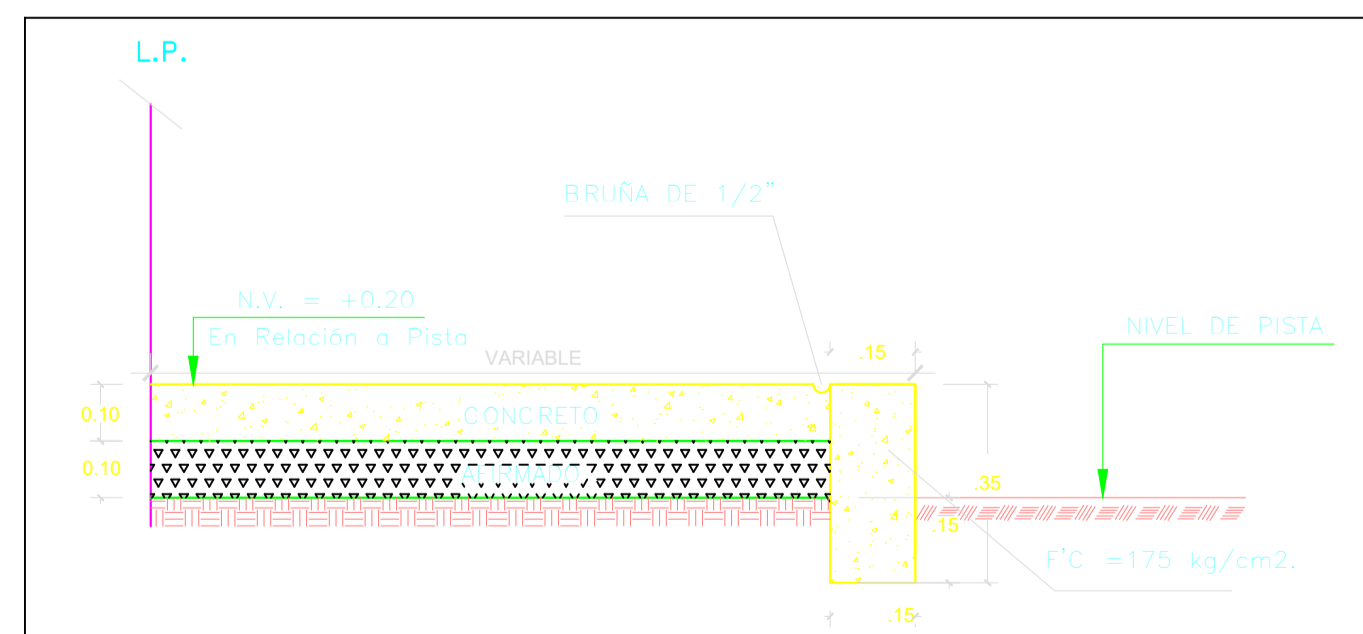 L.P.
BRUÑA DE 1/2"
N.V. = +0.20
En Relación a Pista
NIVEL DE PISTA
VARIABLE
.15
0.10
CONCRETO
0.10
AFIRMADO
.35
.15
F'C =175 kg/cm2.
.15